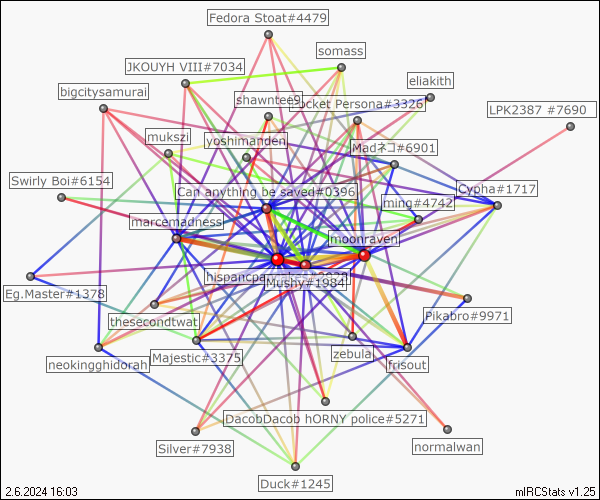 Fedora Stoat#4479
somass
JKOUYH VIII#7034
eliakith
bigcitysamurai
shawntee9
ocket Persona#3326
LPK2387 #7690
mukszi
yoshimanden
Madネコ#6901
Swirly Boi#6154
Can anything be saved#0396
Cypha#1717
ming#4742
marcemadness
moonraven
hispancpa
Mushy#1984
Eg.Master#1378
thesecondtwat
Pikabro#9971
neokingghidorah
Majestic#3375
zebula
frisout
DacobDacob hORNY police#5271
Silver#7938
normalwan
Duck#1245
2.6.2024 16:03
mIRCStats v1.25